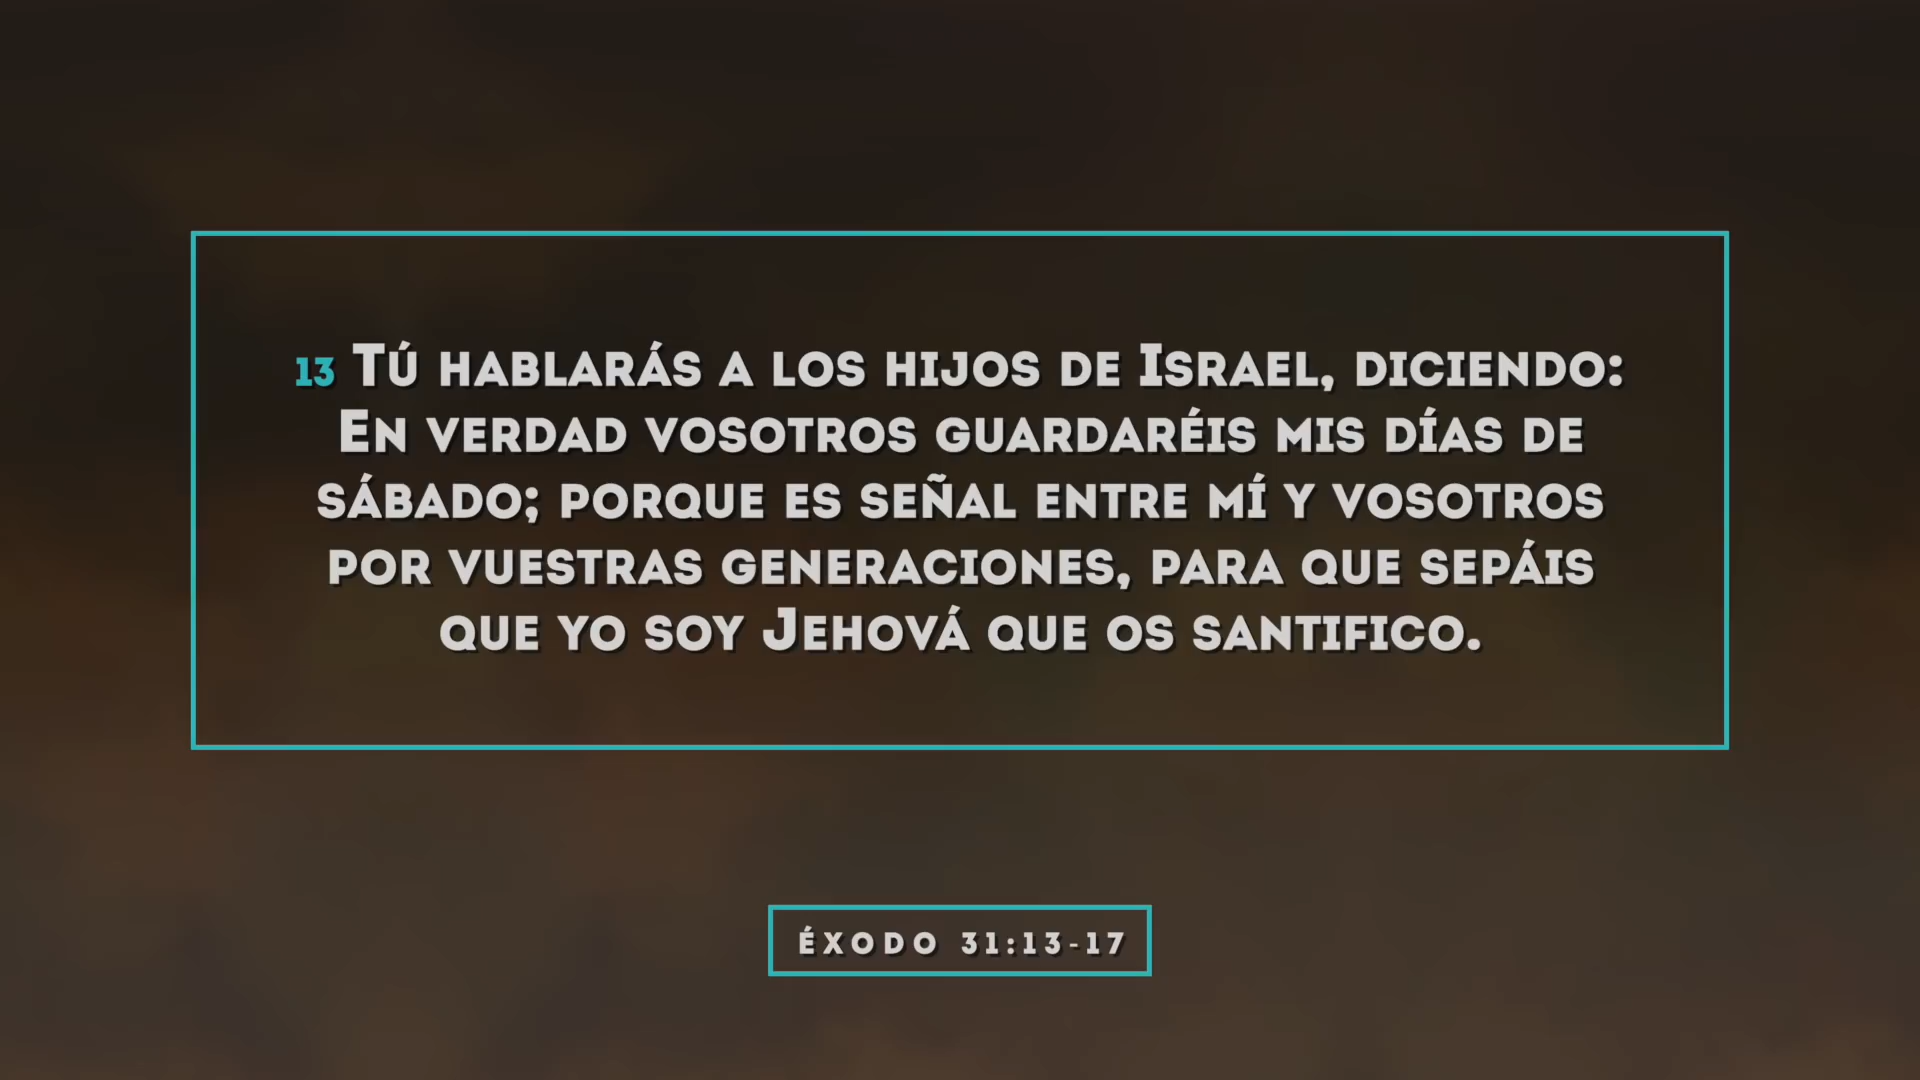 13 Tú hablarás a los hijos de Israel, diciendo:
En verdad vosotros guardaréis mis días de
sábado; porque es señal entre mí y vosotros
por vuestras generaciones, para que sepáis
que yo soy Jehová que os santifico.
ÉXODO 31:13-17